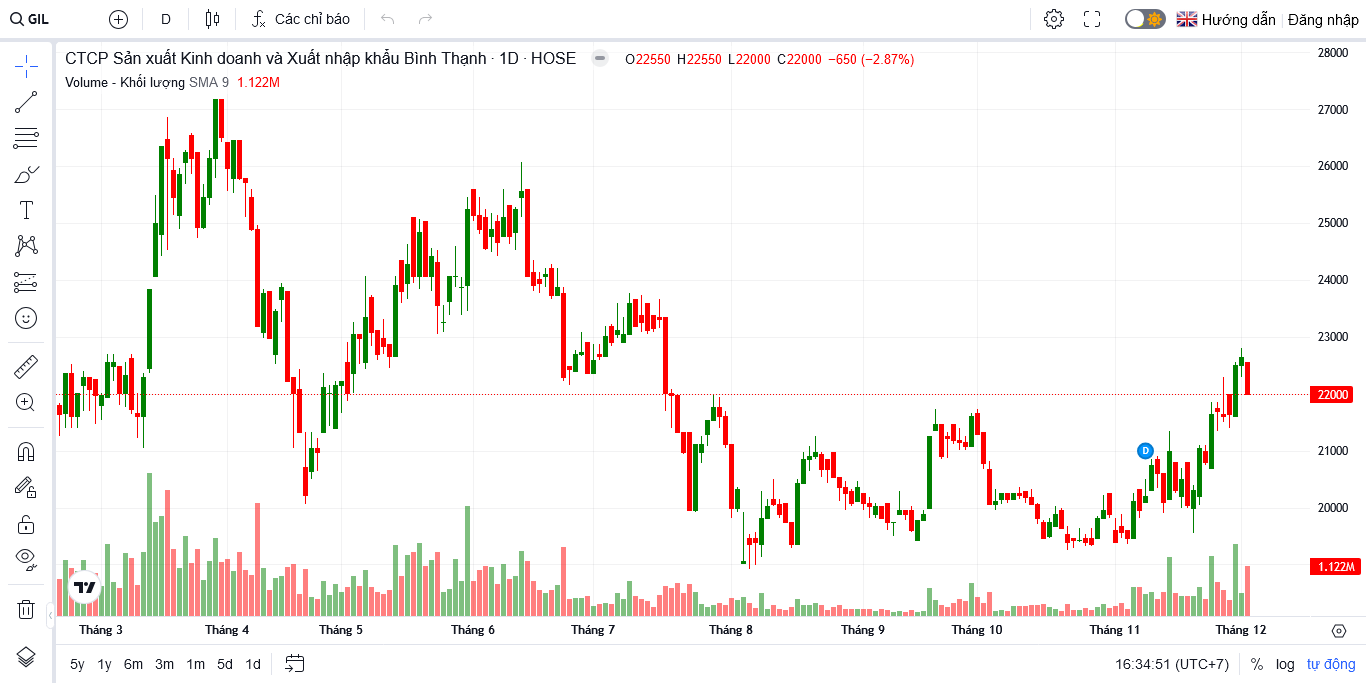 GIL D Các chỉ báo Hướng dẫn Đăng nhập
CTCP Sản xuất Kinh doanh và Xuất nhập khẩu Bình Thạnh · 1D · HOSE O22550 H22550 L22000 C22000 −650 (−2.87%)
Volume - Khối lượng SMA 9 1.122M
28000
27000
26000
25000
24000
23000
22000
21000
D
20000
1.122M
Tháng 3 Tháng 4 Tháng 5 Tháng 6 Tháng 7 Tháng 8 Tháng 9 Tháng 10 Tháng 11 Tháng 12
5y 1y 6m 3m 1m 5d 1d 16:34:51 (UTC+7) % log tự động